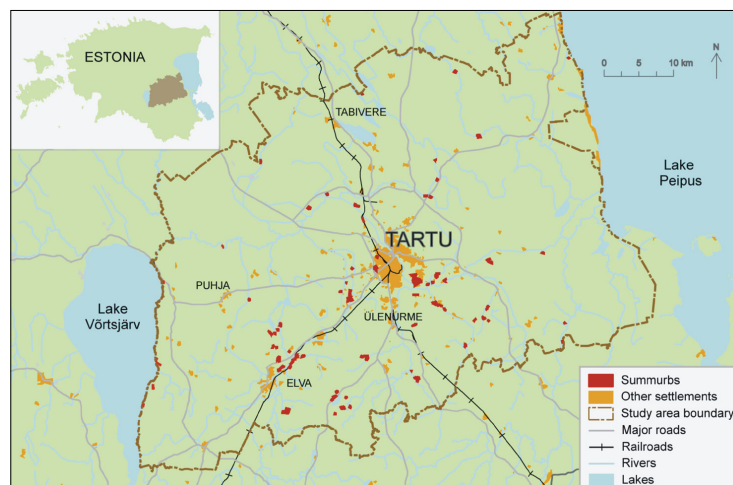 ESTONIA
0 5 10 km
N
TABIVERE
Lake
Peipus
TARTU
PUHJA
Lake
Võrtsjärv
ÜLENURME
ELVA
Summurbs
Other settlements
Study area boundary
Major roads
Railroads
Rivers
Lakes